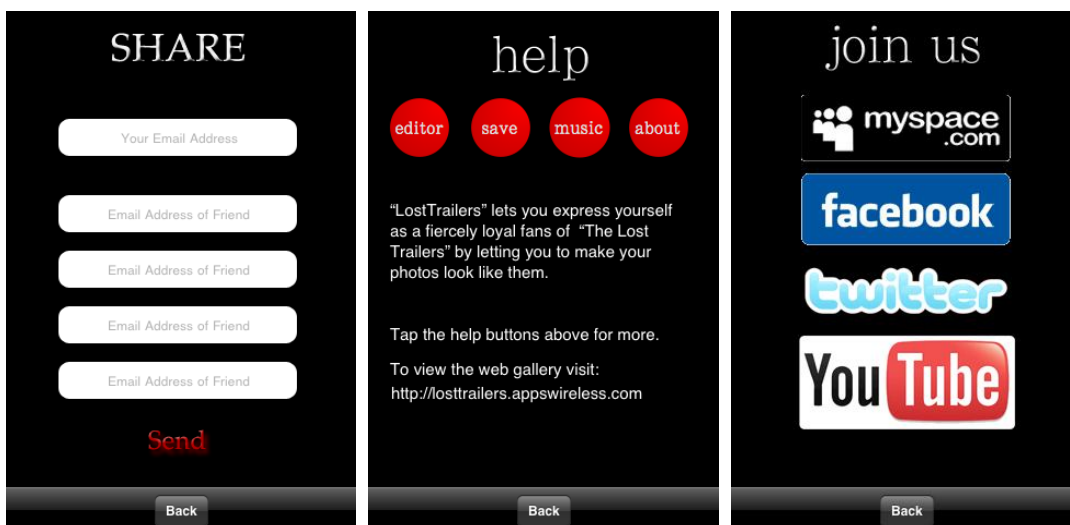 SHARE
Your Email Address
Email Address of Friend
Email Address of Friend
Email Address of Friend
Email Address of Friend
Send
Back
help
editor save music about
“LostTrailers” lets you express yourself
as a fiercely loyal fans of “The Lost
Trailers” by letting you to make your
photos look like them.
Tap the help buttons above for more.
To view the web gallery visit:
http://losttrailers.appswireless.com
Back
join us
myspace
.com
facebook
twitter
YouTube
Back